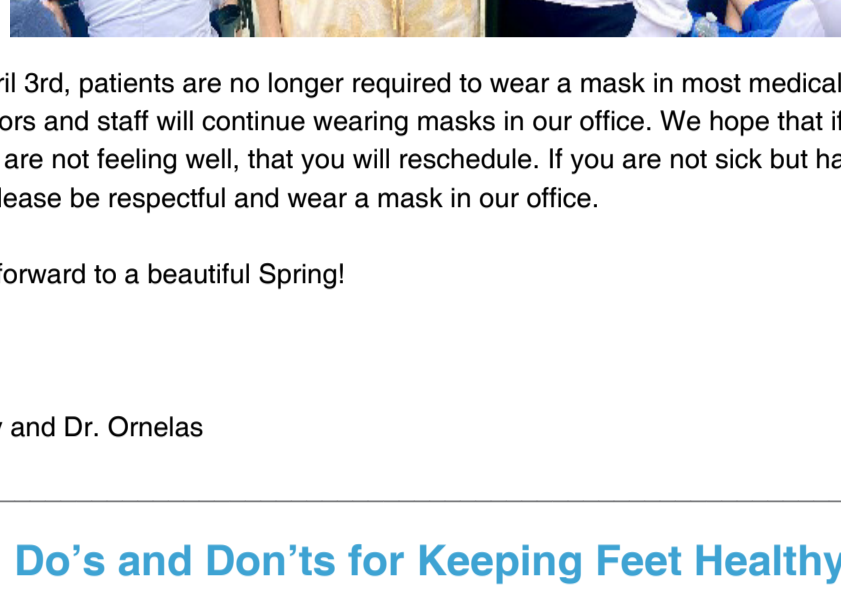 ril 3rd, patients are no longer required to wear a mask in most medical
ors and staff will continue wearing masks in our office. We hope that if
are not feeling well, that you will reschedule. If you are not sick but ha
lease be respectful and wear a mask in our office.
forward to a beautiful Spring!
y and Dr. Ornelas
Do’s and Don’ts for Keeping Feet Healthy